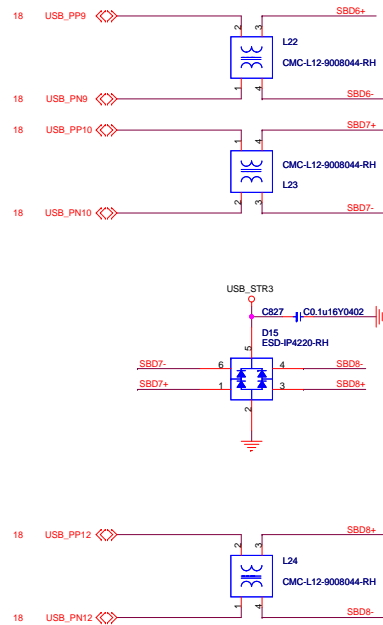 18 USB_PP9 SBD6+
2 3
L22
CMC-L12-9008044-RH
1 4
18 USB_PN9 SBD6-
18 USB_PP10 SBD7+
1 4
CMC-L12-9008044-RH
L23
2 3
18 USB_PN10 SBD7-
USB_STR3
C827 C0.1u16Y0402
D15
ESD-IP4220-RH
5
SBD7- 6 4 SBD8-
SBD7+ 1 3 SBD8+
2
18 USB_PP12 SBD8+
2 3
L24
CMC-L12-9008044-RH
1 4
18 USB_PN12 SBD8-